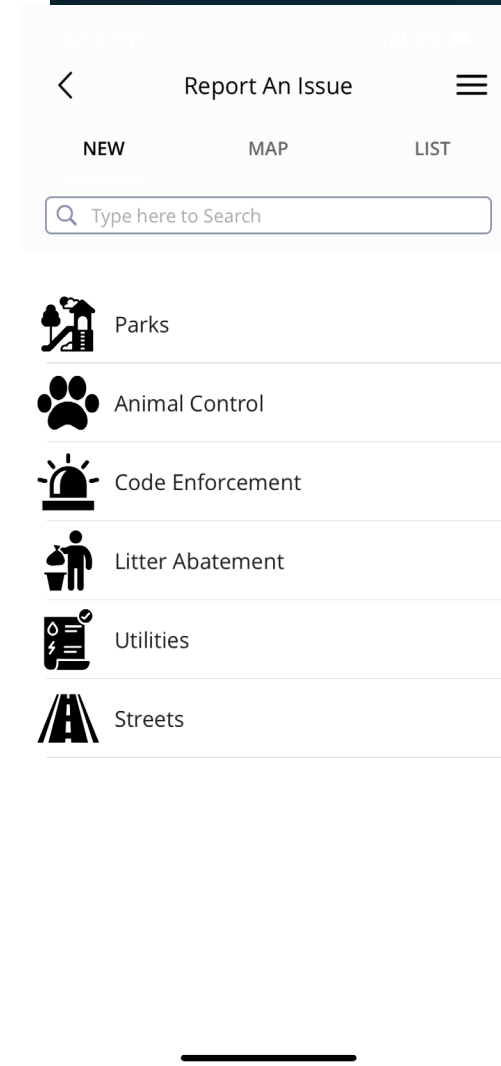 Report An Issue
NEW MAP LIST
Type here to Search
Parks
Animal Control
Code Enforcement
Litter Abatement
Utilities
Streets